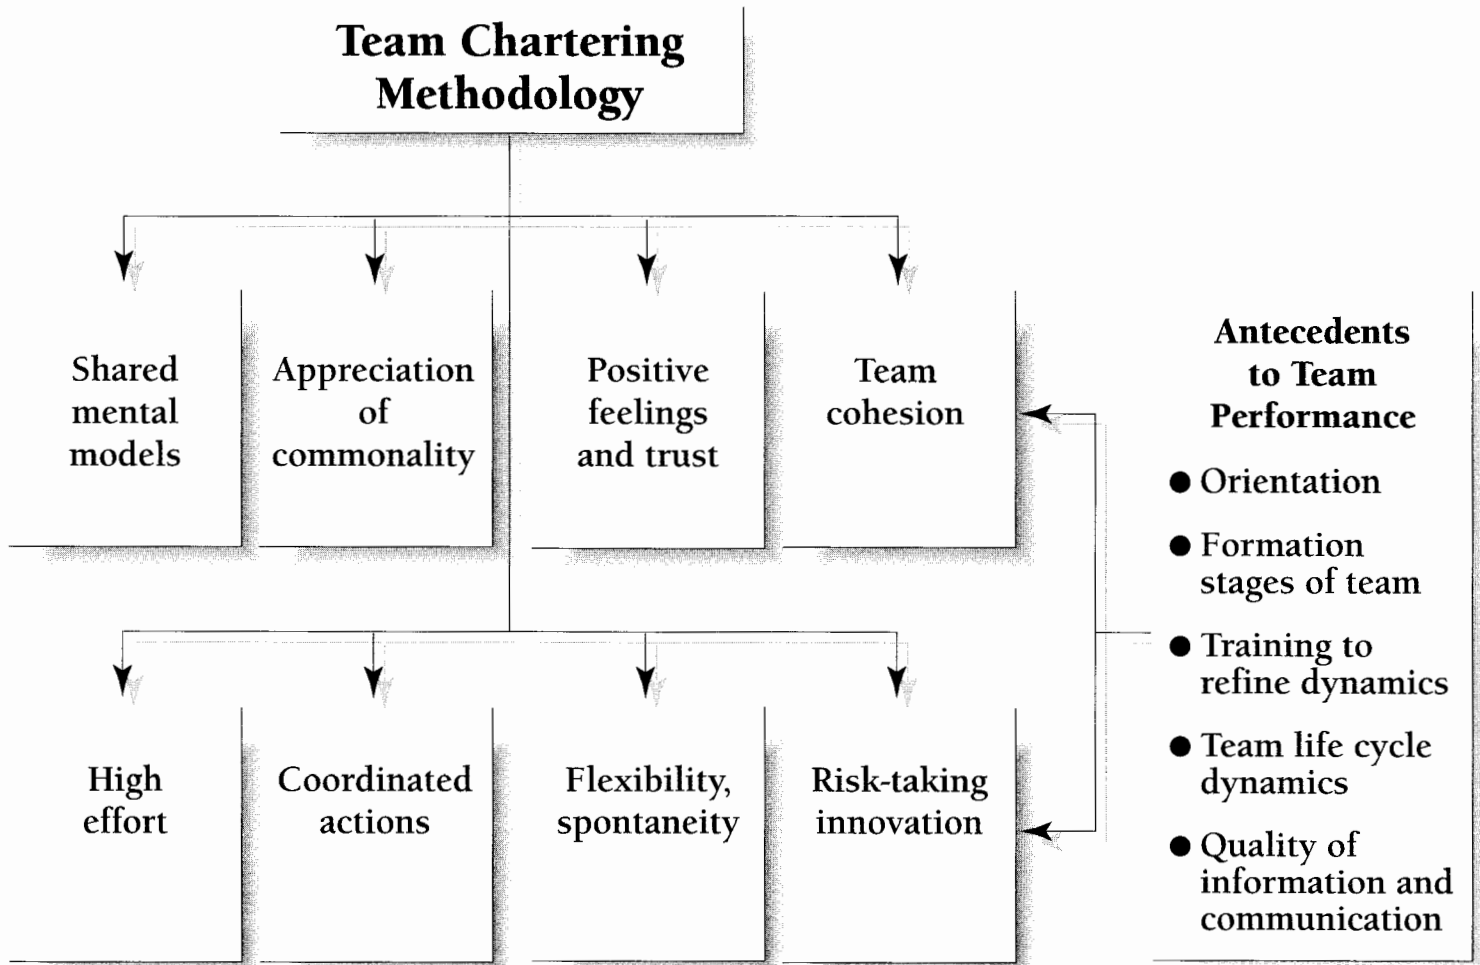 Team Chartering
Methodology
Shared
mental
models
Appreciation
of
commonality
Positive
feelings
and trust
Team
cohesion
High
effort
Coordinated
actions
Flexibility,
spontaneity
Risk-taking
innovation
Antecedents
to Team
Performance
● Orientation
● Formation
stages of team
● Training to
refine dynamics
● Team life cycle
dynamics
● Quality of
information and
communication